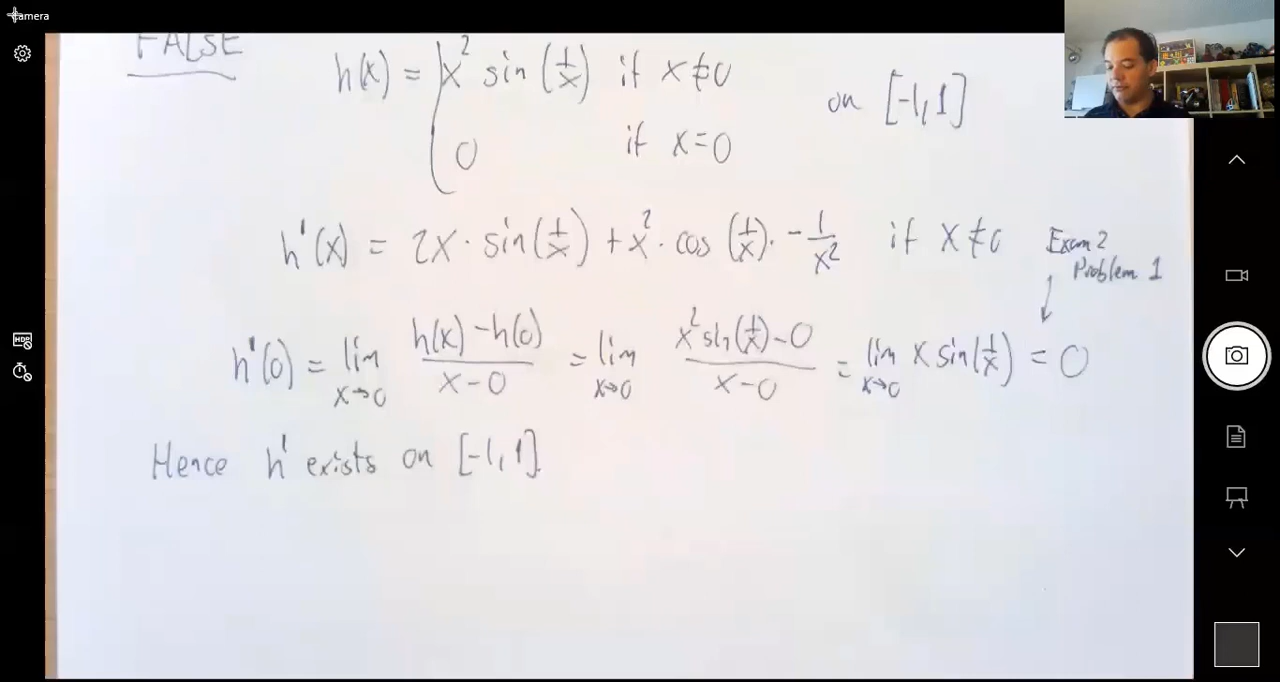 Camera
FALSE
h(x) = { x² sin(1/x) if x≠0
on [-1, 1]
0 if x=0
h'(x) = 2x · sin(1/x) + x² · cos(1/x) · -1/x² if x≠0
Exam 2
Problem 1
h'(0) = lim x→0 (h(x) - h(0))/(x - 0) = lim x→0 (x² sin(1/x) - 0)/(x - 0) = lim x→0 x sin(1/x) = 0
Hence h' exists on [-1, 1].
HDR